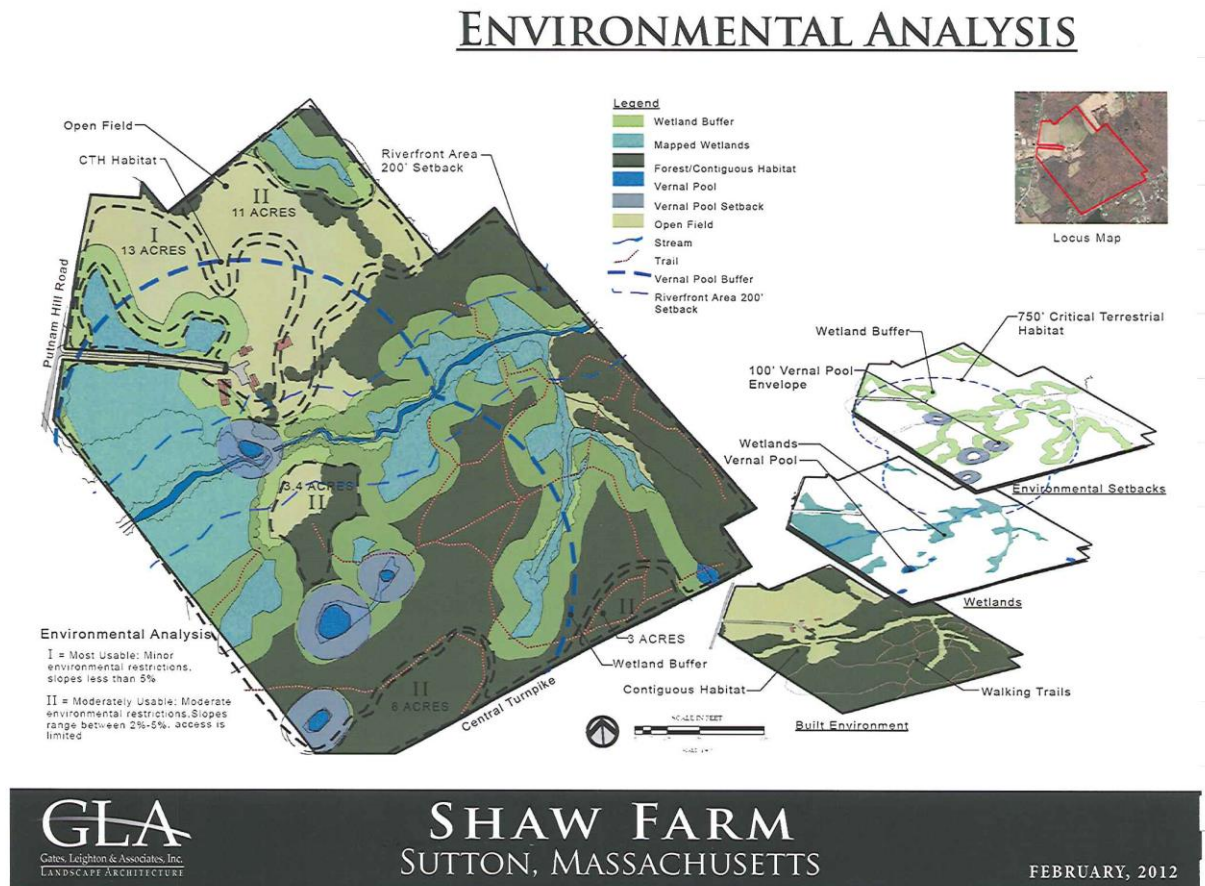 ENVIRONMENTAL ANALYSIS
Open Field
CTH Habitat
Riverfront Area
200' Setback
II
11 ACRES
I
13 ACRES
Putnam Hill Road
3.4 ACRES
II
II
3 ACRES
Wetland Buffer
II
Central Turnpike
Legend
Wetland Buffer
Mapped Wetlands
Forest/Contiguous Habitat
Vernal Pool
Vernal Pool Setback
Open Field
Stream
Trail
Vernal Pool Buffer
Riverfront Area 200'
Setback
Locus Map
Wetland Buffer
750' Critical Terrestrial
Habitat
100' Vernal Pool
Envelope
Wetlands
Vernal Pool
Environmental Setbacks
Wetlands
Contiguous Habitat
Walking Trails
Built Environment
SCALE IN FEET
Environmental Analysis
I = Most Usable: Minor
environmental restrictions,
slopes less than 5%
II = Moderately Usable: Moderate
environmental restrictions.Slopes
range between 2%-5%. access is
limited
GLA
Gates, Leighton & Associates, Inc.
LANDSCAPE ARCHITECTURE
SHAW FARM
SUTTON, MASSACHUSETTS
FEBRUARY, 2012